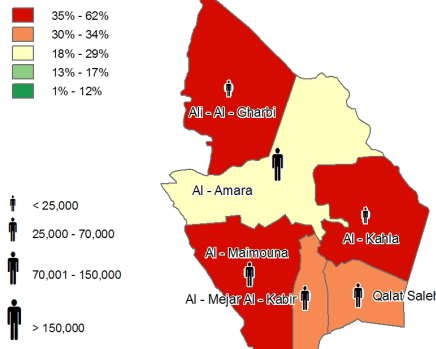 35% - 62%
30% - 34%
18% - 29%
13% - 17%
1% - 12%
Ali - Al - Gharbi
Al - Amara
Al - Kahla
Al - Maimouna
Al - Mejar Al - Kabir
Qalat Saleh
< 25,000
25,000 - 70,000
70,001 - 150,000
> 150,000